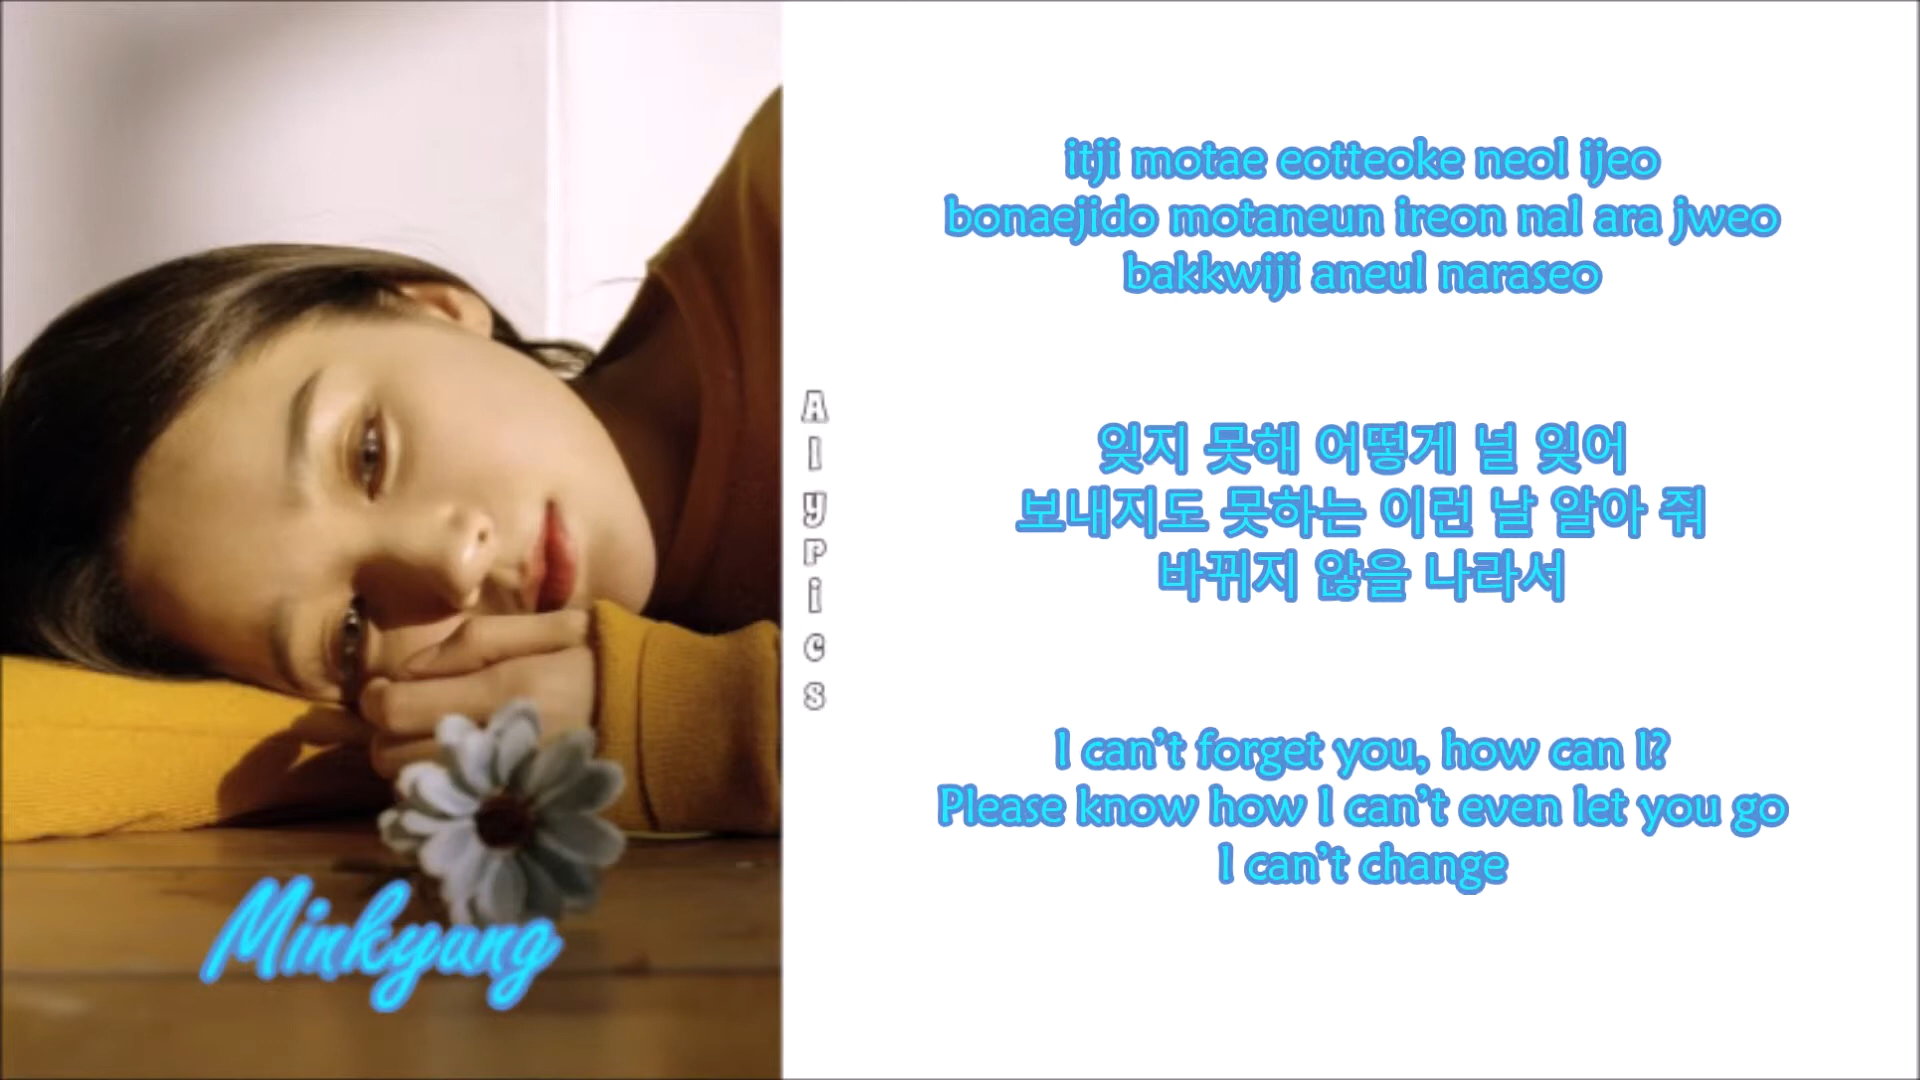 itji motae eotteoke neol ijeo
bonaejido motaneun ireon nal ara jweo
bakkwiji aneul naraseo
잊지 못해 어떻게 널 잊어
보내지도 못하는 이런 날 알아 줘
바뀌지 않을 나라서
I can't forget you, how can I?
Please know how I can't even let you go
I can't change
Minkyung
AlyPics